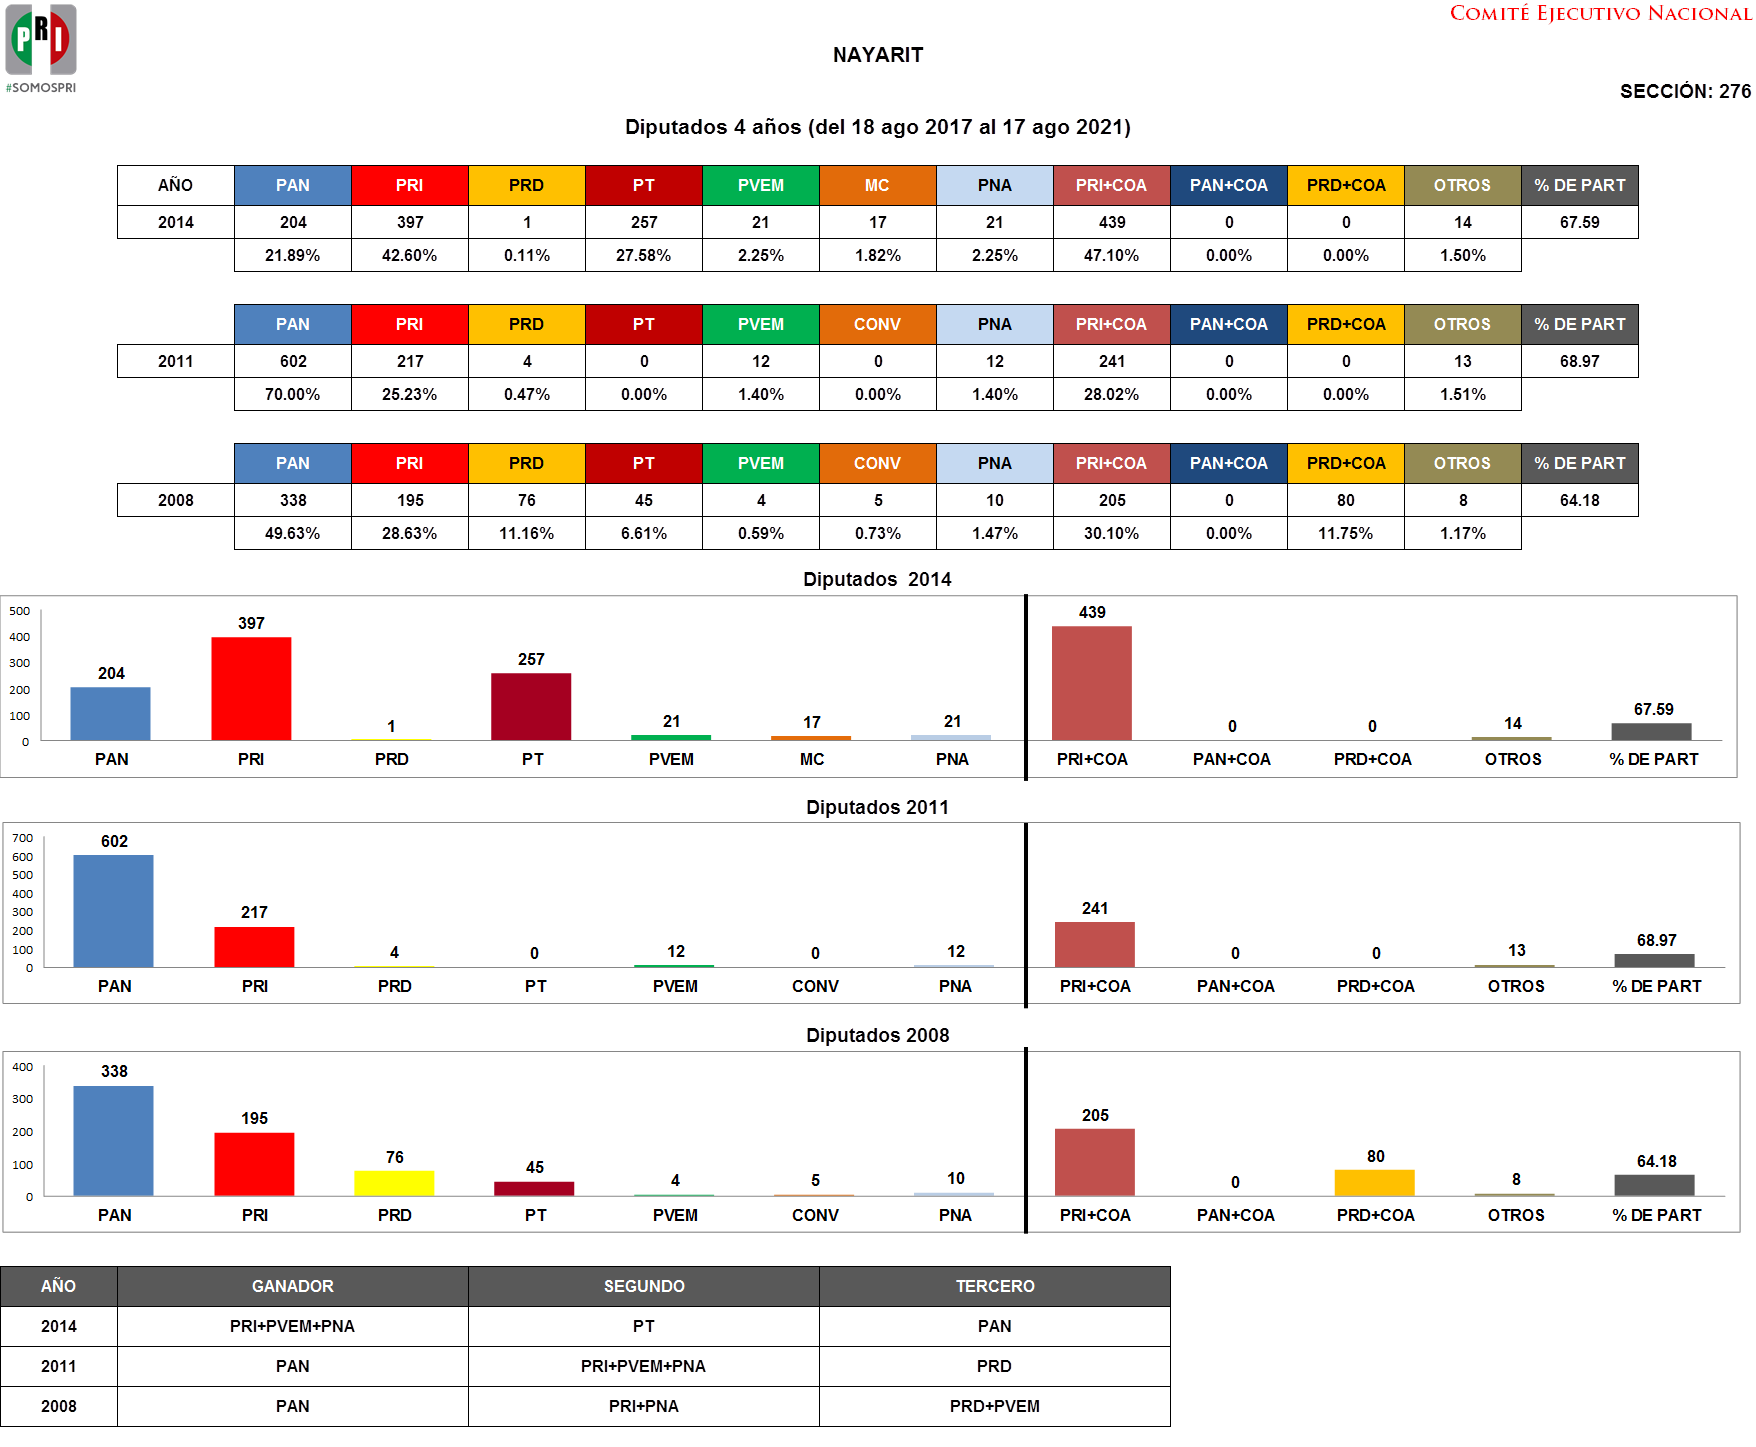 PRI
#SOMOSPRI
COMITÉ EJECUTIVO NACIONAL
NAYARIT
SECCIÓN: 276
Diputados 4 años (del 18 ago 2017 al 17 ago 2021)
AÑO PAN PRI PRD PT PVEM MC PNA PRI+COA PAN+COA PRD+COA OTROS % DE PART
2014 204 397 1 257 21 17 21 439 0 0 14 67.59
21.89% 42.60% 0.11% 27.58% 2.25% 1.82% 2.25% 47.10% 0.00% 0.00% 1.50%
PAN PRI PRD PT PVEM CONV PNA PRI+COA PAN+COA PRD+COA OTROS % DE PART
2011 602 217 4 0 12 0 12 241 0 0 13 68.97
70.00% 25.23% 0.47% 0.00% 1.40% 0.00% 1.40% 28.02% 0.00% 0.00% 1.51%
PAN PRI PRD PT PVEM CONV PNA PRI+COA PAN+COA PRD+COA OTROS % DE PART
2008 338 195 76 45 4 5 10 205 0 80 8 64.18
49.63% 28.63% 11.16% 6.61% 0.59% 0.73% 1.47% 30.10% 0.00% 11.75% 1.17%
Diputados 2014
500
400
300
200
100
0
204 397 1 257 21 17 21 439 0 0 14 67.59
PAN PRI PRD PT PVEM MC PNA PRI+COA PAN+COA PRD+COA OTROS % DE PART
Diputados 2011
700
600
500
400
300
200
100
0
602 217 4 0 12 0 12 241 0 0 13 68.97
PAN PRI PRD PT PVEM CONV PNA PRI+COA PAN+COA PRD+COA OTROS % DE PART
Diputados 2008
400
300
200
100
0
338 195 76 45 4 5 10 205 0 80 8 64.18
PAN PRI PRD PT PVEM CONV PNA PRI+COA PAN+COA PRD+COA OTROS % DE PART
AÑO GANADOR SEGUNDO TERCERO
2014 PRI+PVEM+PNA PT PAN
2011 PAN PRI+PVEM+PNA PRD
2008 PAN PRI+PNA PRD+PVEM